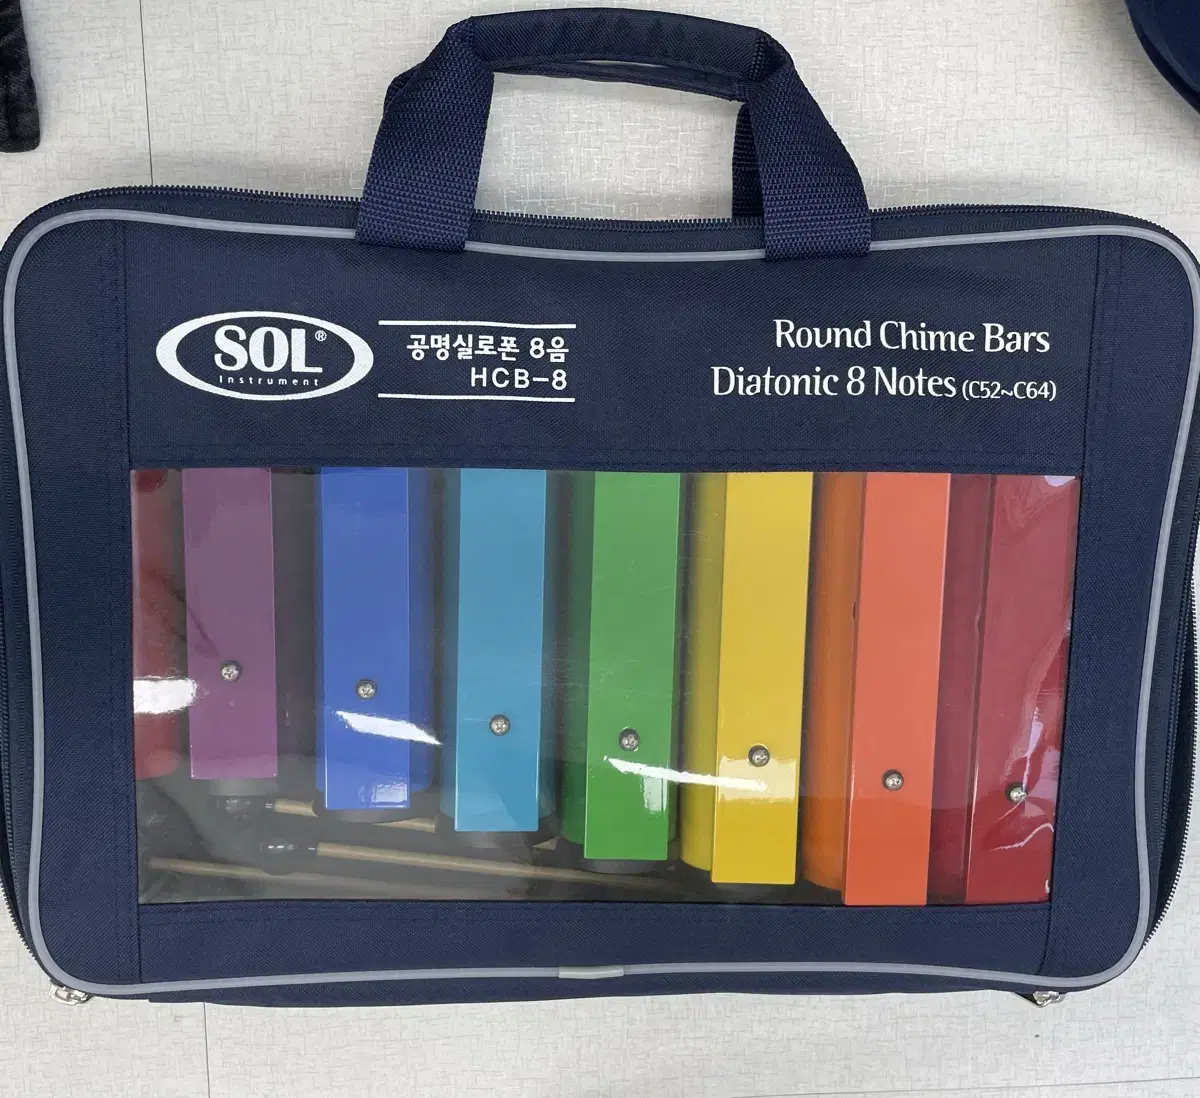 SOL®
Instrument
공명실로폰 8음
HCB-8
Round Chime Bars
Diatonic 8 Notes (C52~C64)